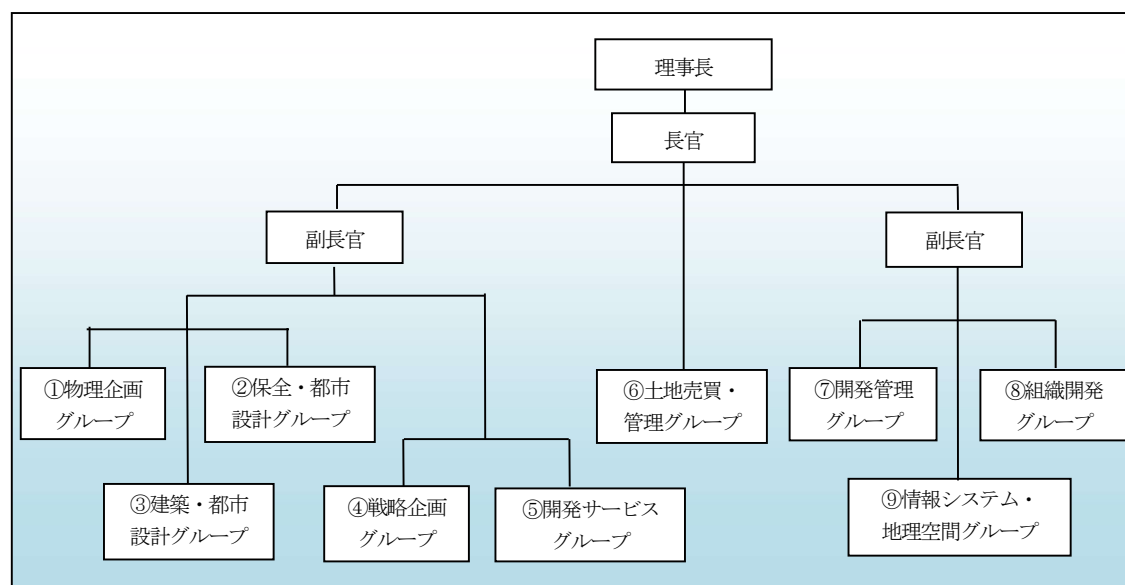 理事長
長官
副長官
副長官
①物理企画
グループ
②保全・都市
設計グループ
⑥土地売買・
管理グループ
⑦開発管理
グループ
⑧組織開発
グループ
③建築・都市
設計グループ
④戦略企画
グループ
⑤開発サービス
グループ
⑨情報システム・
地理空間グループ